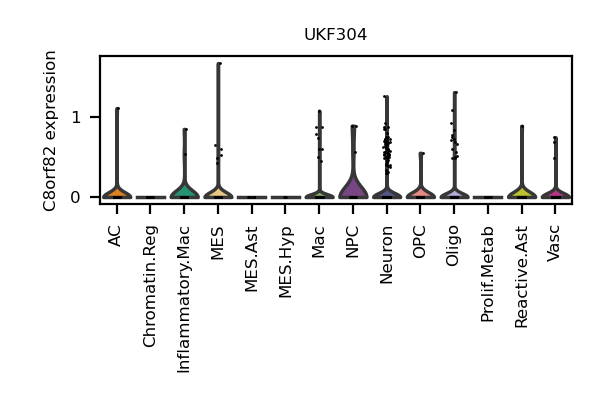 UKF304
C8orf82 expression
1
0
AC
Chromatin.Reg
Inflammatory.Mac
MES
MES.Ast
MES.Hyp
Mac
NPC
Neuron
OPC
Oligo
Prolif.Metab
Reactive.Ast
Vasc